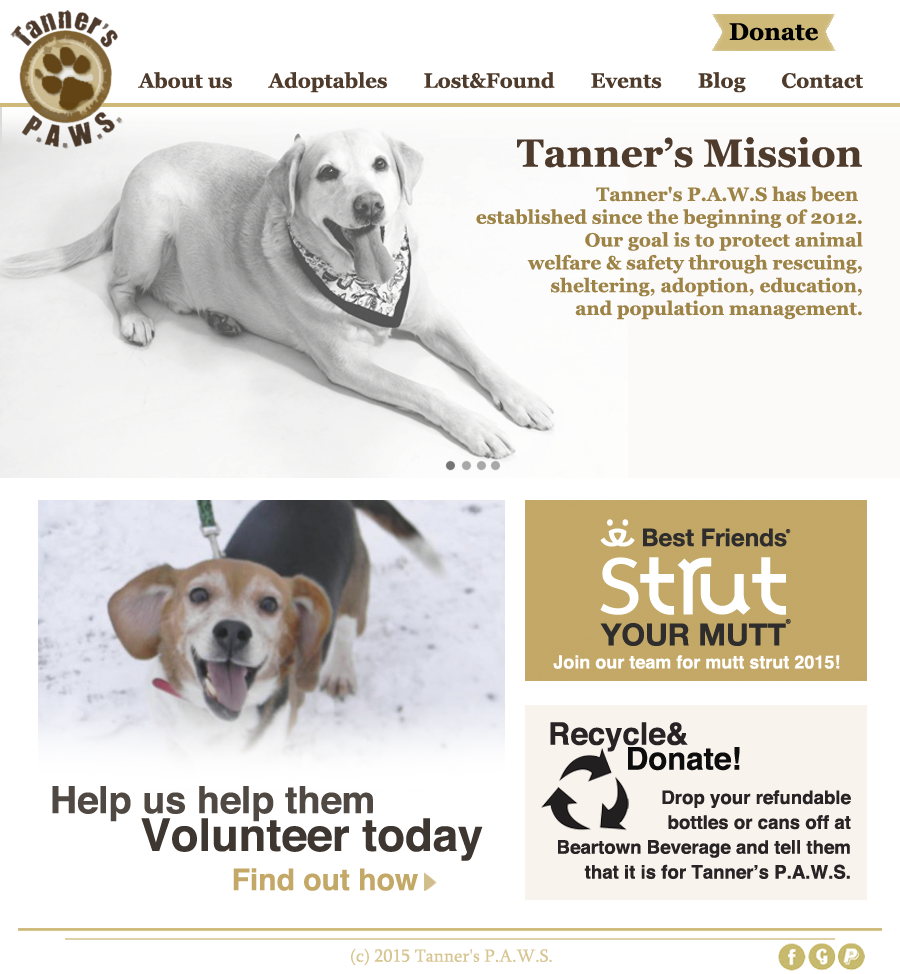 Tanner's
P.A.W.S.
Donate
About us
Adoptables
Lost&Found
Events
Blog
Contact
Tanner’s Mission
Tanner's P.A.W.S has been
established since the beginning of 2012.
Our goal is to protect animal
welfare & safety through rescuing,
sheltering, adoption, education,
and population management.
Help us help them
Volunteer today
Find out how
Best Friends®
Strut
YOUR MUTT®
Join our team for mutt strut 2015!
Recycle&
Donate!
Drop your refundable
bottles or cans off at
Beartown Beverage and tell them
that it is for Tanner’s P.A.W.S.
(c) 2015 Tanner's P.A.W.S.